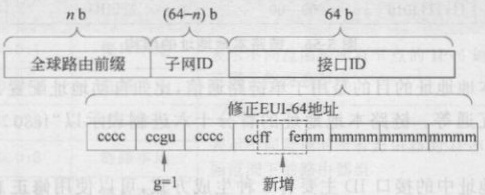 n b
(64-n) b
64 b
全球路由前缀
子网ID
接口ID
修正EUI-64地址
cccc
ccgu
cccc
ccff
femm
mmmm
mmmm
mmmm
g=1
新增